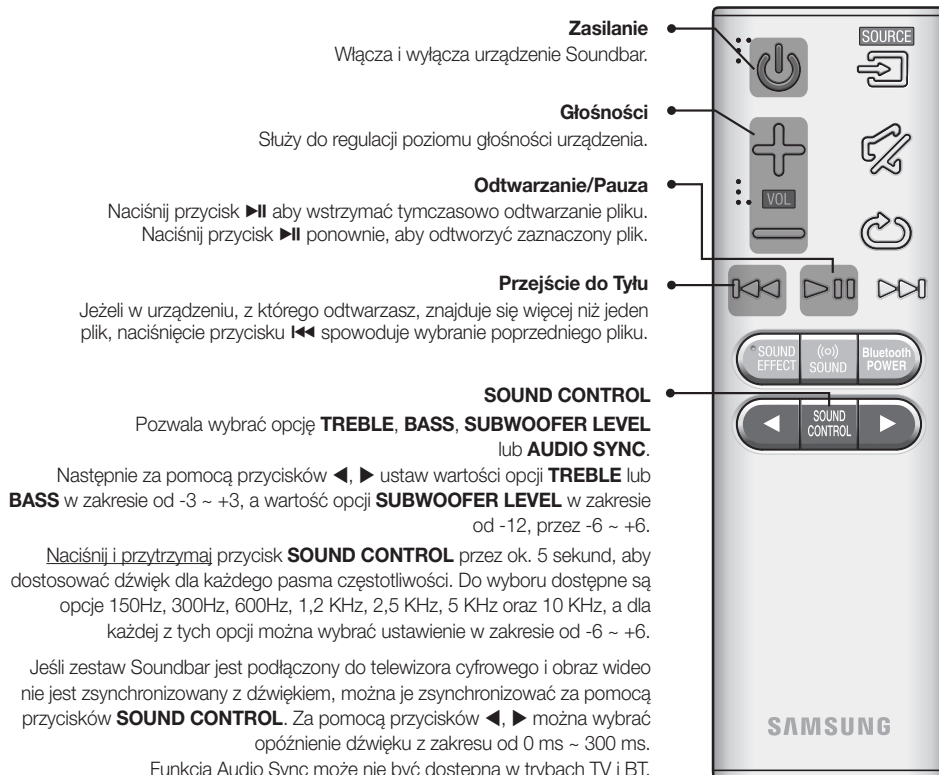 Zasilanie
Włącza i wyłącza urządzenie Soundbar.
Głośności
Służy do regulacji poziomu głośności urządzenia.
Odtwarzanie/Pauza
Naciśnij przycisk ►II aby wstrzymać tymczasowo odtwarzanie pliku.
Naciśnij przycisk ►II ponownie, aby odtworzyć zaznaczony plik.
Przejście do Tyłu
Jeżeli w urządzeniu, z którego odtwarzasz, znajduje się więcej niż jeden
plik, naciśnięcie przycisku I◄◄ spowoduje wybranie poprzedniego pliku.
SOUND CONTROL
Pozwala wybrać opcję TREBLE, BASS, SUBWOOFER LEVEL
lub AUDIO SYNC.
Następnie za pomocą przycisków ◄, ► ustaw wartości opcji TREBLE lub
BASS w zakresie od -3 ~ +3, a wartość opcji SUBWOOFER LEVEL w zakresie
od -12, przez -6 ~ +6.
Naciśnij i przytrzymaj przycisk SOUND CONTROL przez ok. 5 sekund, aby
dostosować dźwięk dla każdego pasma częstotliwości. Do wyboru dostępne są
opcje 150Hz, 300Hz, 600Hz, 1,2 KHz, 2,5 KHz, 5 KHz oraz 10 KHz, a dla
każdej z tych opcji można wybrać ustawienie w zakresie od -6 ~ +6.
Jeśli zestaw Soundbar jest podłączony do telewizora cyfrowego i obraz wideo
nie jest zsynchronizowany z dźwiękiem, można je zsynchronizować za pomocą
przycisków SOUND CONTROL. Za pomocą przycisków ◄, ► można wybrać
opóźnienie dźwięku z zakresu od 0 ms ~ 300 ms.
Funkcja Audio Sync może nie być dostępna w trybach TV i BT.
SOURCE
VOL
SOUND
EFFECT
SOUND
Bluetooth
POWER
SOUND
CONTROL
SAMSUNG